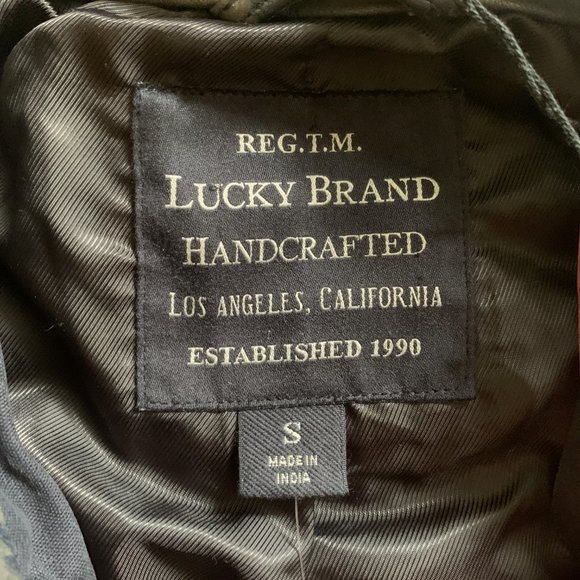 REG.T.M.
LUCKY BRAND
HANDCRAFTED
LOS ANGELES, CALIFORNIA
ESTABLISHED 1990
S
MADE IN
INDIA